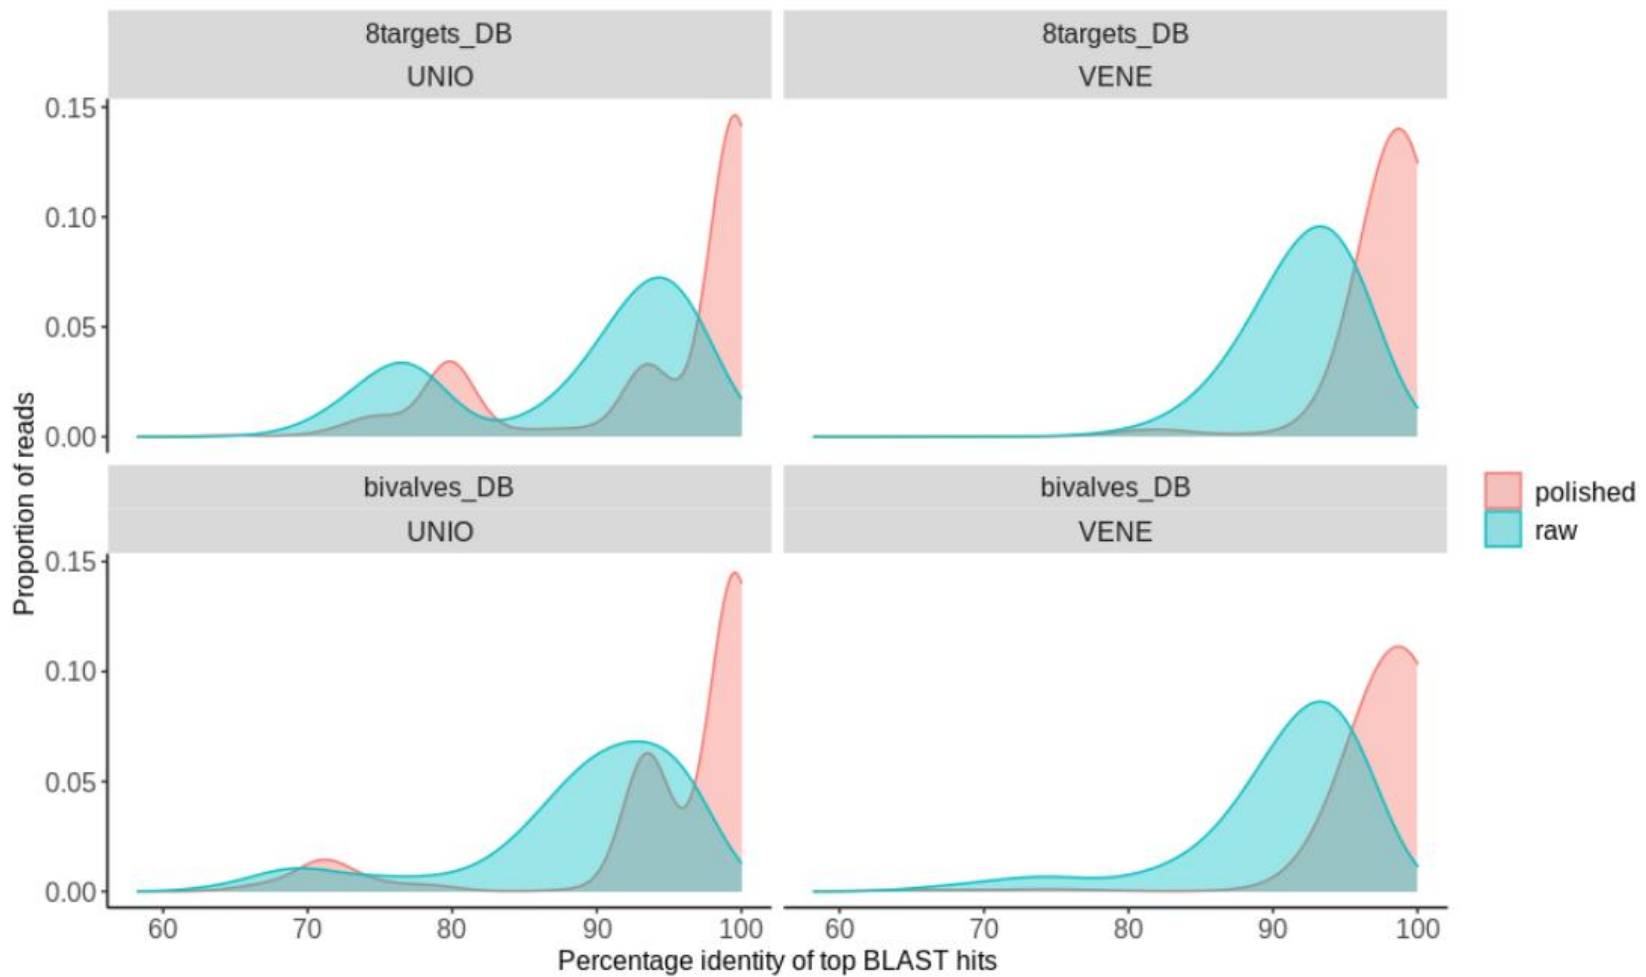 8targets_DB
UNIO
8targets_DB
VENE
0.15
0.10
0.05
0.00
bivalves_DB
UNIO
bivalves_DB
VENE
0.15
0.10
0.05
0.00
60 70 80 90 100
60 70 80 90 100
Percentage identity of top BLAST hits
Proportion of reads
polished
raw